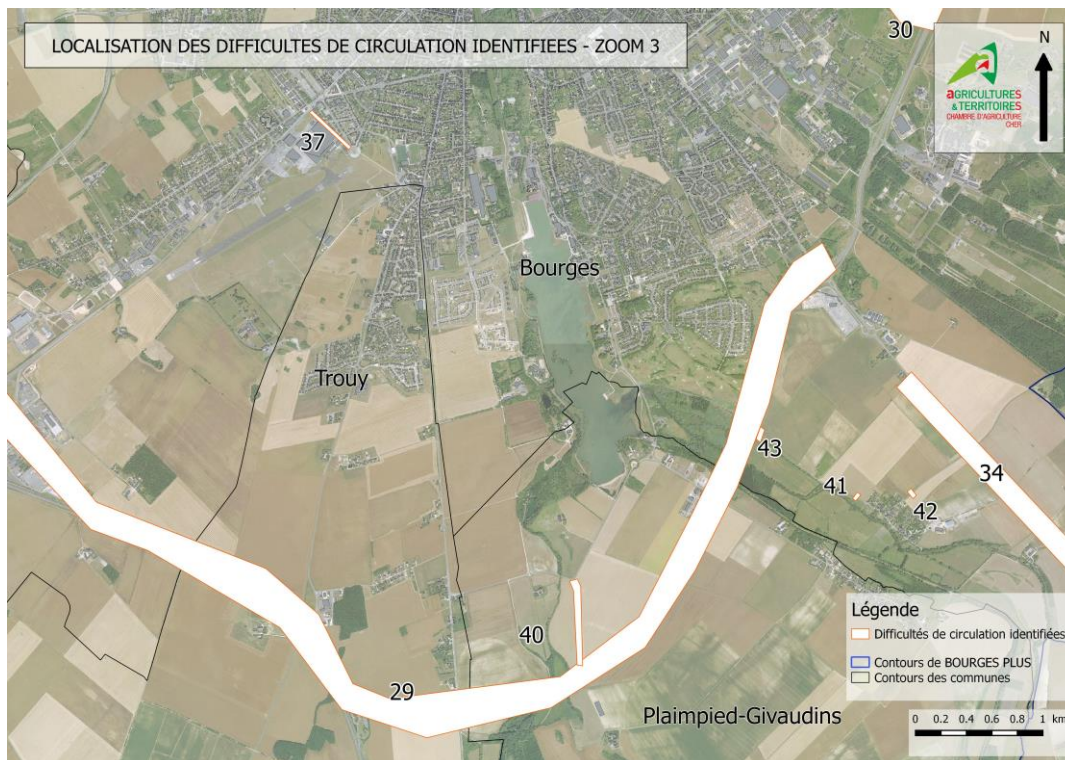 LOCALISATION DES DIFFICULTES DE CIRCULATION IDENTIFIEES - ZOOM 3
30
N
aGRICULTURES
& TERRITOIRES
CHAMBRE D'AGRICULTURE
CHER
37
Bourges
Trouy
43
41
42
34
40
29
Plaimpied-Givaudins
Légende
Difficultés de circulation identifiées
Contours de BOURGES PLUS
Contours des communes
0 0.2 0.4 0.6 0.8 1 km